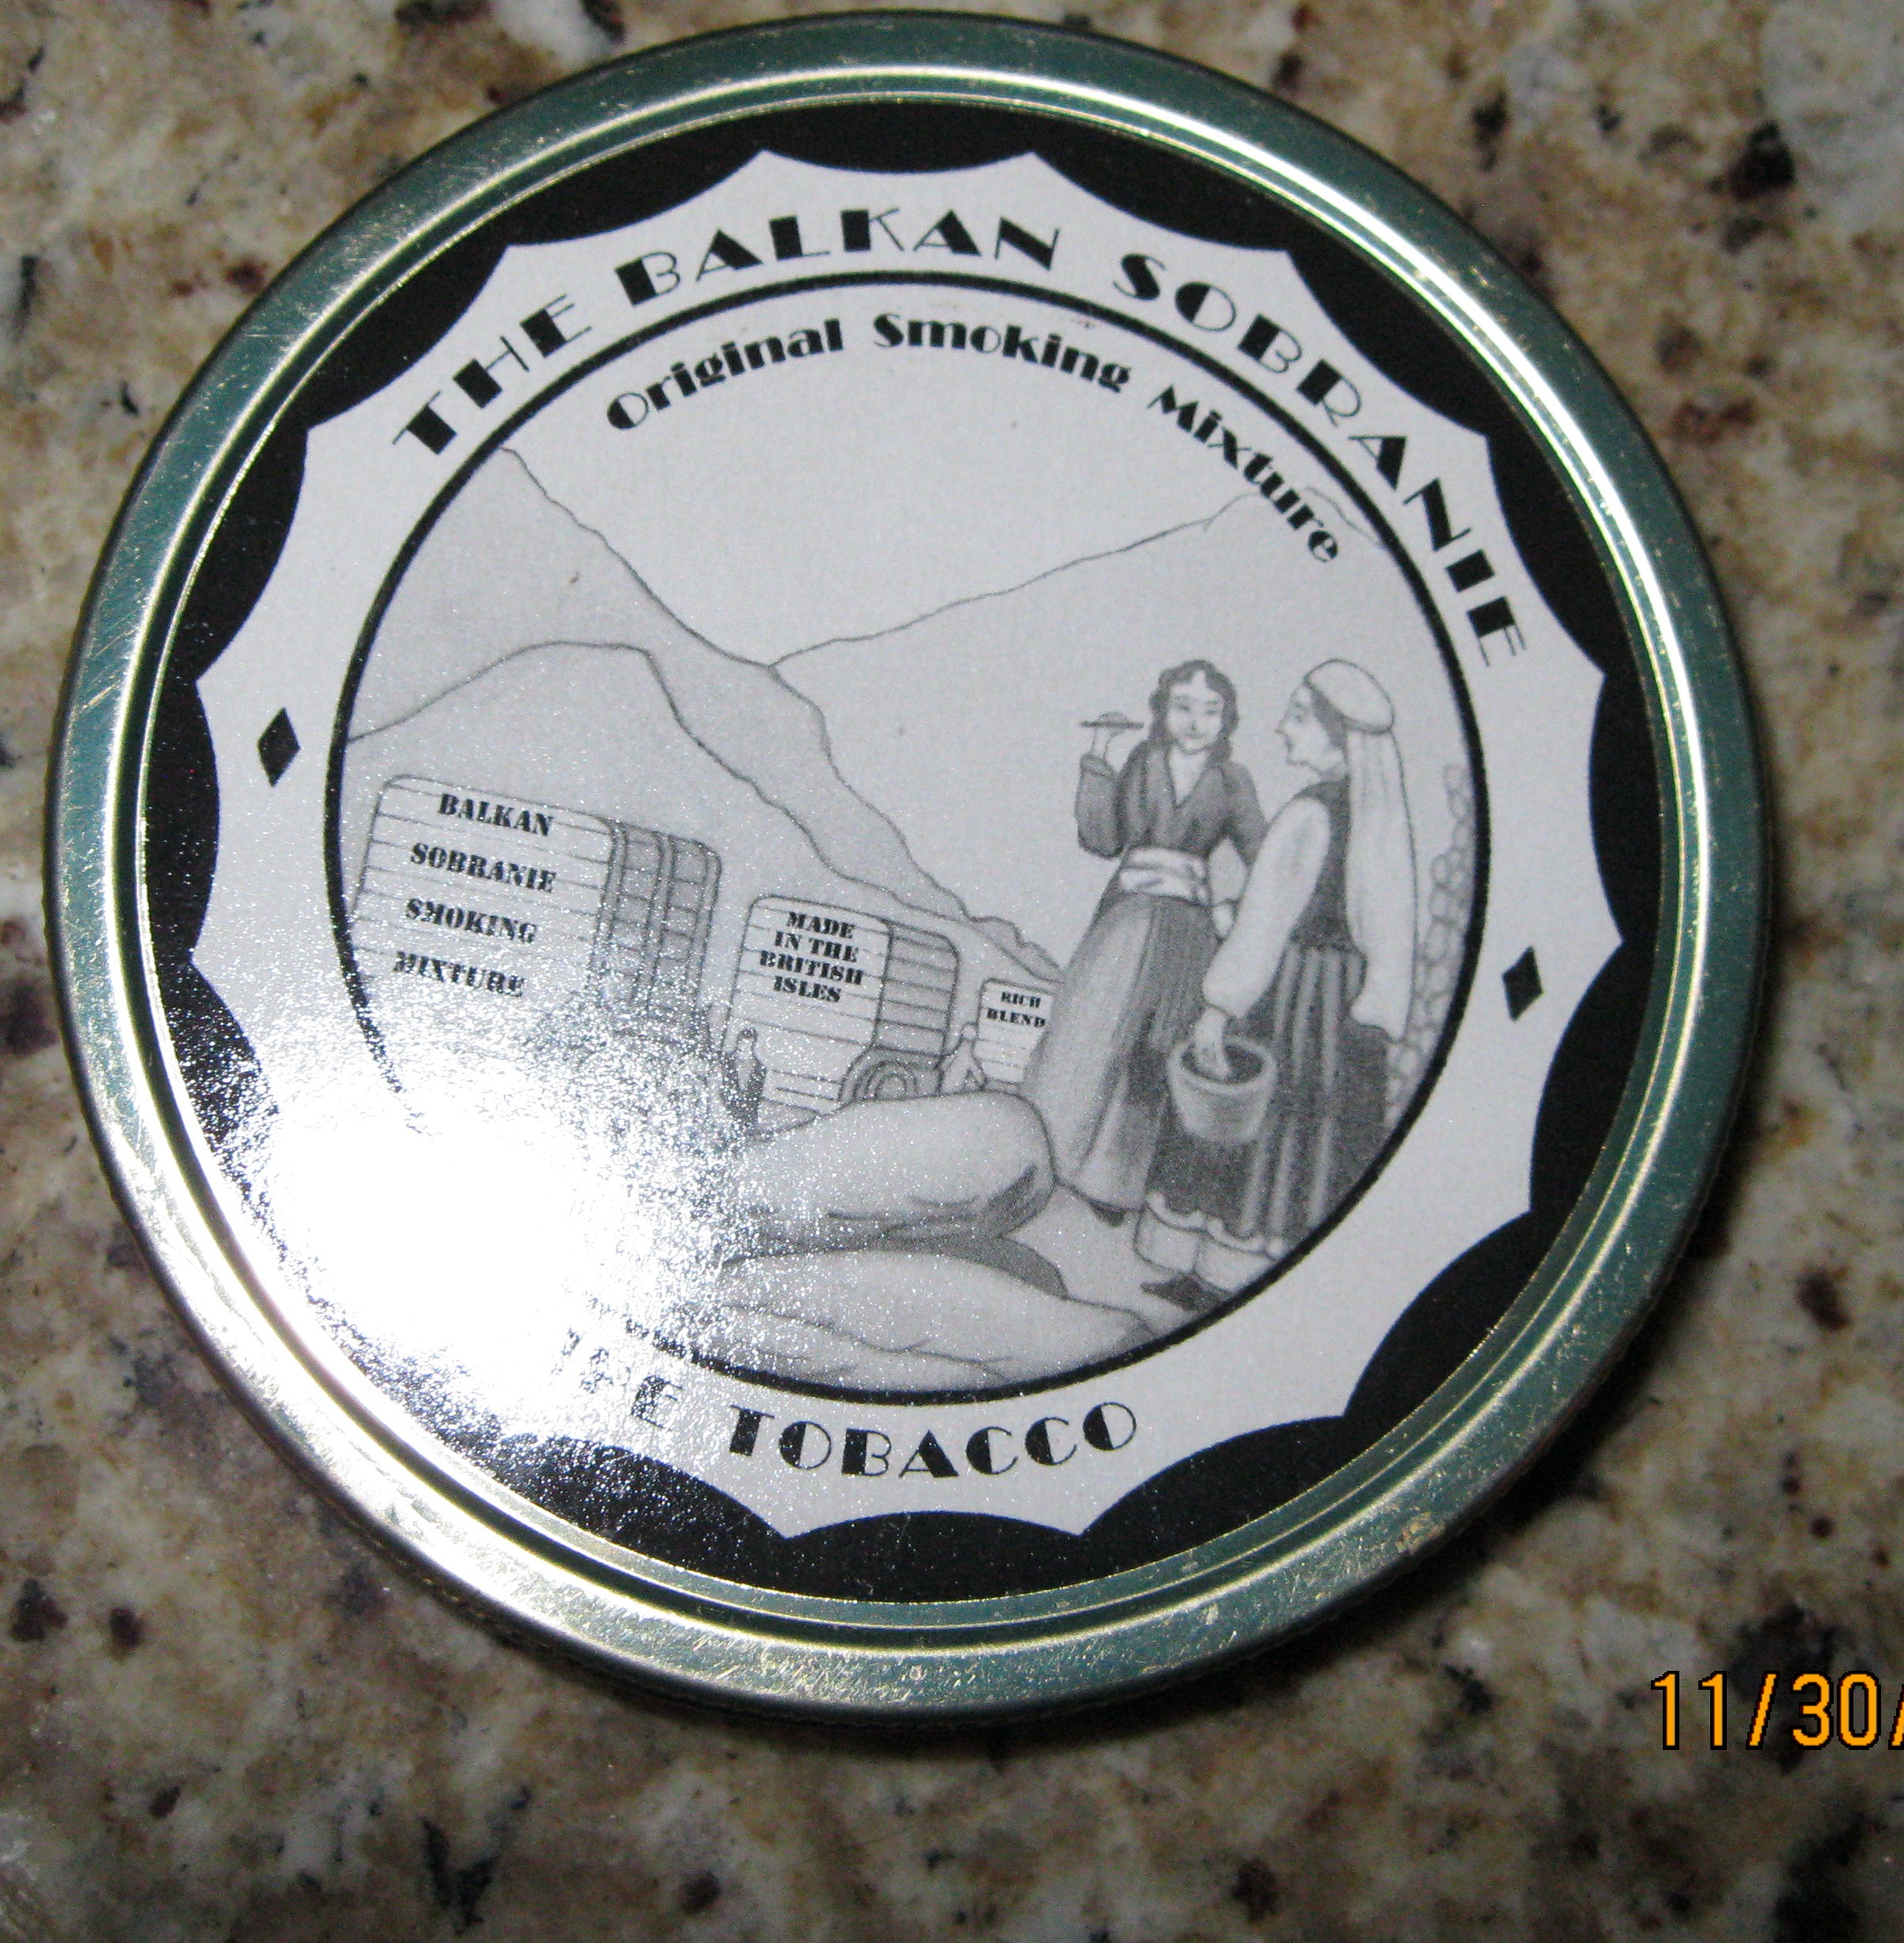 THE BALKAN SOBRANIE
Original Smoking Mixture
BALKAN
SOBRANIE
SMOKING
MIXTURE
MADE
IN THE
BRITISH
ISLES
RICH
BLEND
TOBACCO
11/30/